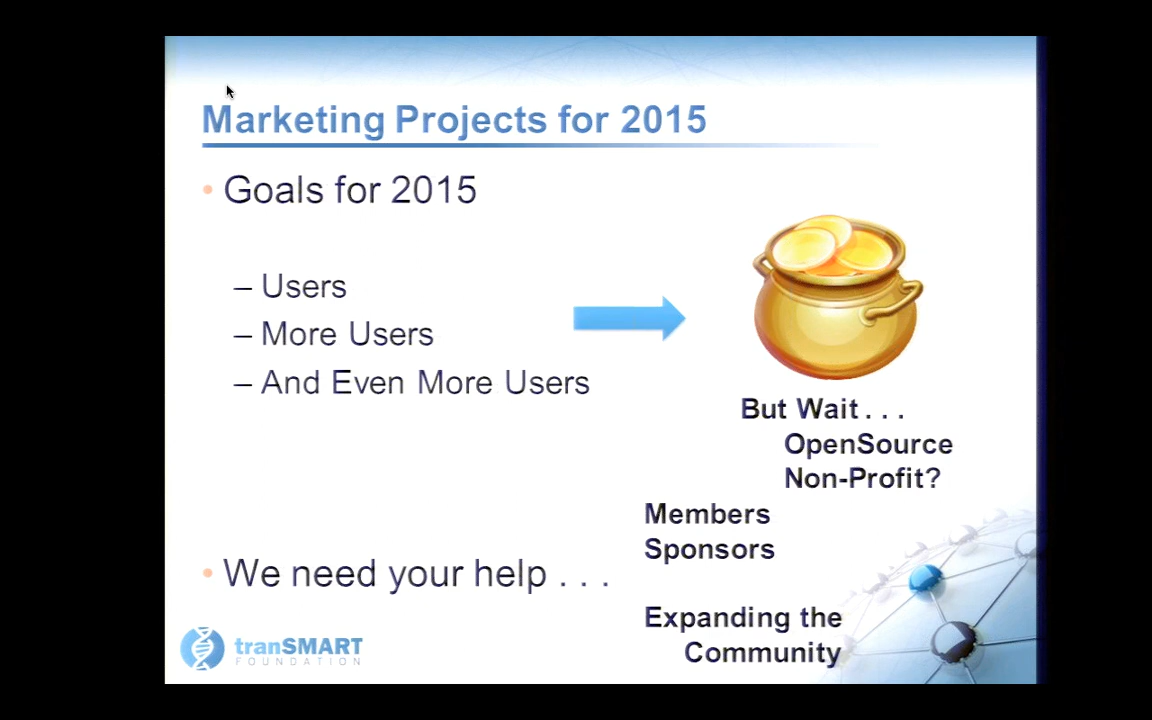 Marketing Projects for 2015
• Goals for 2015
– Users
– More Users
– And Even More Users
But Wait . . .
OpenSource
Non-Profit?
Members
Sponsors
• We need your help . . .
Expanding the
Community
tranSMART
FOUNDATION